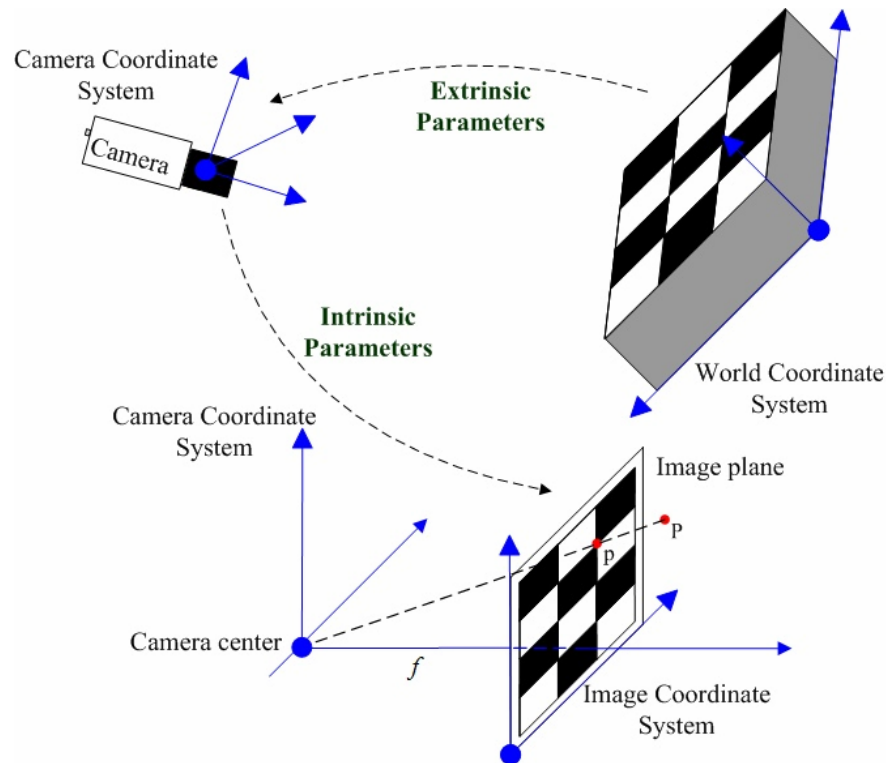 Camera Coordinate
System
Extrinsic
Parameters
Camera
Intrinsic
Parameters
World Coordinate
System
Camera Coordinate
System
Image plane
P
p
Camera center
f
Image Coordinate
System